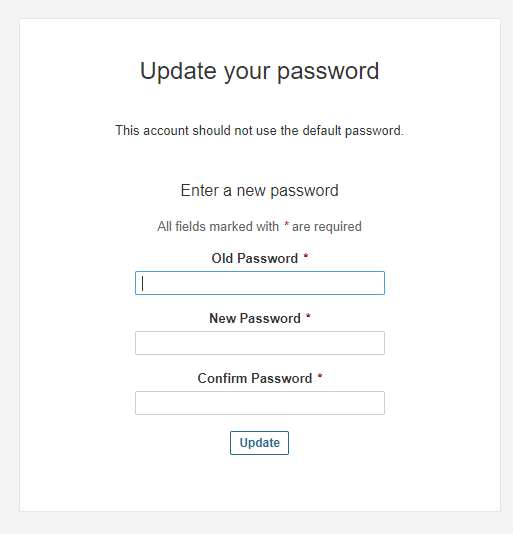 Update your password
This account should not use the default password.
Enter a new password
All fields marked with * are required
Old Password *
New Password *
Confirm Password *
Update